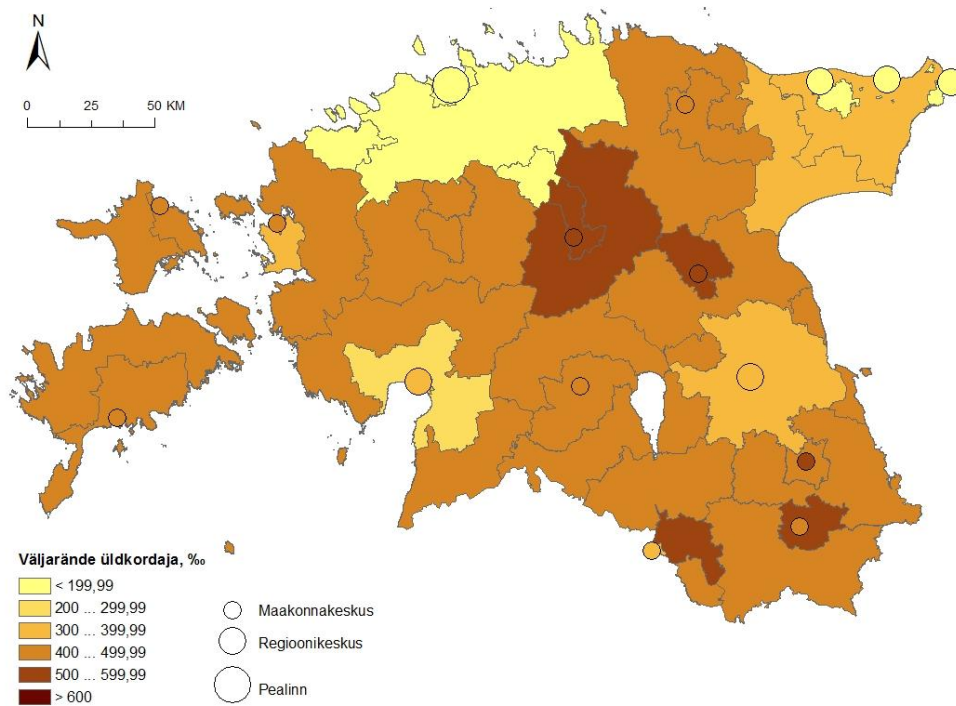 N
0 25 50 KM
Väljarände üldkordaja, ‰
< 199,99
200 ... 299,99
300 ... 399,99
400 ... 499,99
500 ... 599,99
> 600
Maakonnakeskus
Regioonikeskus
Pealinn